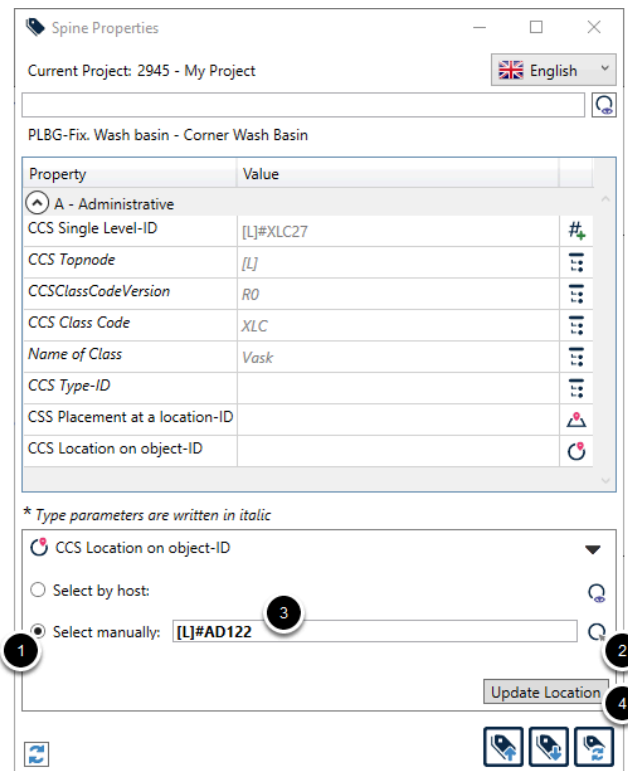 Spine Properties
Current Project: 2945 - My Project
English
PLBG-Fix. Wash basin - Corner Wash Basin
Property Value
A - Administrative
CCS Single Level-ID [L]#XLC27
CCS Topnode [L]
CCSClassCodeVersion R0
CCS Class Code XLC
Name of Class Vask
CCS Type-ID
CSS Placement at a location-ID
CCS Location on object-ID
* Type parameters are written in italic
CCS Location on object-ID
Select by host:
3
Select manually: [L]#AD122
1
2
Update Location
4